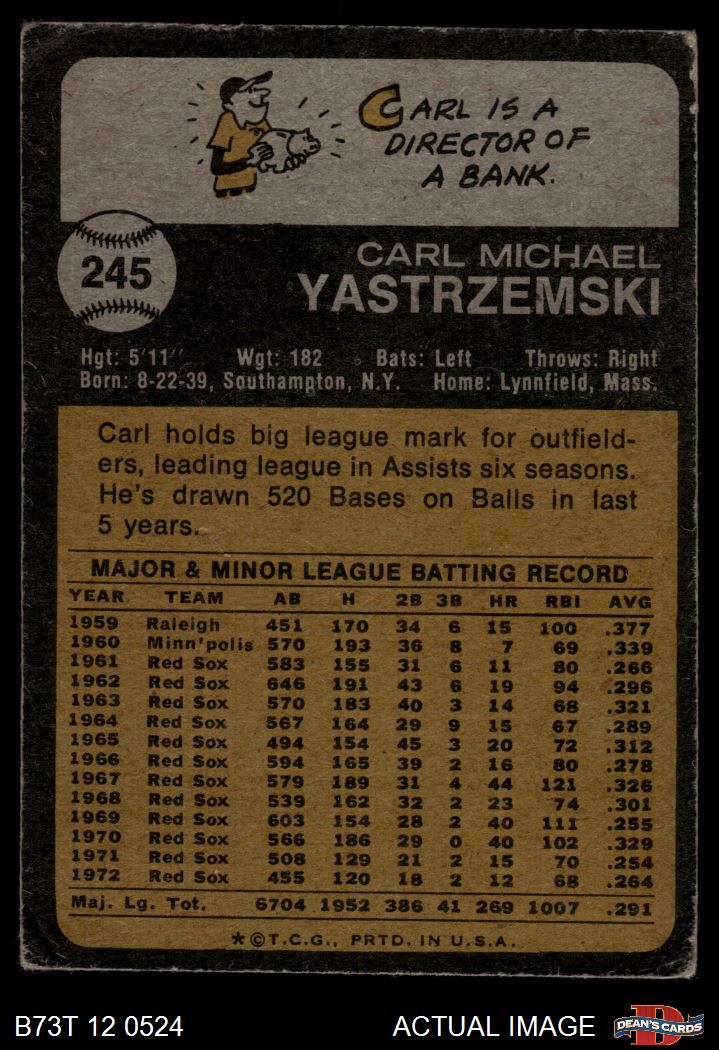 CARL IS A
DIRECTOR OF
A BANK.
245
CARL MICHAEL
YASTRZEMSKI
Hgt: 5'11" Wgt: 182 Bats: Left Throws: Right
Born: 8-22-39, Southampton, N.Y. Home: Lynnfield, Mass.
Carl holds big league mark for outfield-
ers, leading league in Assists six seasons.
He's drawn 520 Bases on Balls in last
5 years.
MAJOR & MINOR LEAGUE BATTING RECORD
YEAR TEAM AB H 2B 3B HR RBI AVG
1959 Raleigh 451 170 34 6 15 100 .377
1960 Minn'polis 570 193 36 8 7 69 .339
1961 Red Sox 583 155 31 6 11 80 .266
1962 Red Sox 646 191 43 6 19 94 .296
1963 Red Sox 570 183 40 3 14 68 .321
1964 Red Sox 567 164 29 9 15 67 .289
1965 Red Sox 494 154 45 3 20 72 .312
1966 Red Sox 594 165 39 2 16 80 .278
1967 Red Sox 579 189 31 4 44 121 .326
1968 Red Sox 539 162 32 2 23 74 .301
1969 Red Sox 603 154 28 2 40 111 .255
1970 Red Sox 566 186 29 0 40 102 .329
1971 Red Sox 508 129 21 2 15 70 .254
1972 Red Sox 455 120 18 2 12 68 .264
Maj. Lg. Tot. 6704 1952 386 41 269 1007 .291
*©T.C.G., PRTD. IN U.S.A.
B73T 12 0524 ACTUAL IMAGE DEAN'S CARDS